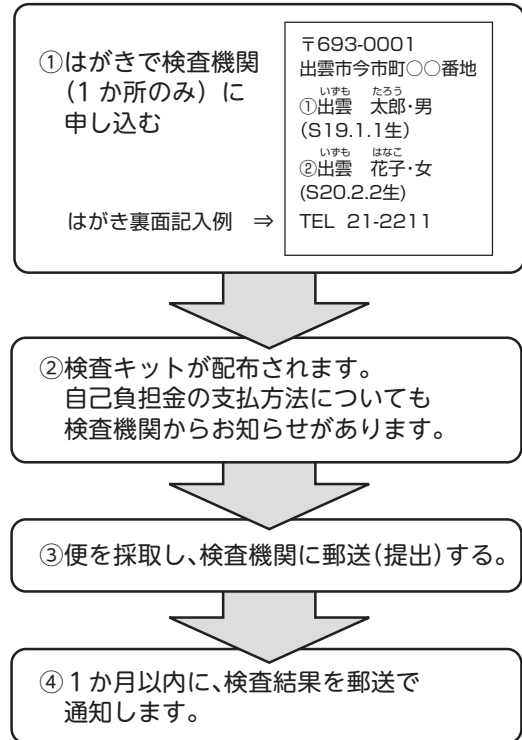 ①はがきで検査機関
（1か所のみ）に
申し込む
はがき裏面記入例　⇒
〒693-0001
出雲市今市町○○番地
いずも　たろう
①出雲　太郎・男
(S19.1.1生)
いずも　はなこ
②出雲　花子・女
(S20.2.2生)
TEL 21-2211
②検査キットが配布されます。
自己負担金の支払方法についても
検査機関からお知らせがあります。
③便を採取し、検査機関に郵送（提出）する。
④１か月以内に、検査結果を郵送で
通知します。